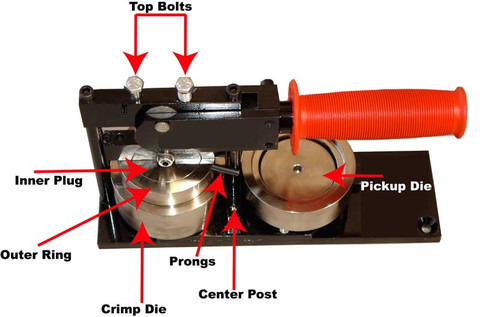 Top Bolts
Inner Plug
Pickup Die
Outer Ring
Prongs
Center Post
Crimp Die